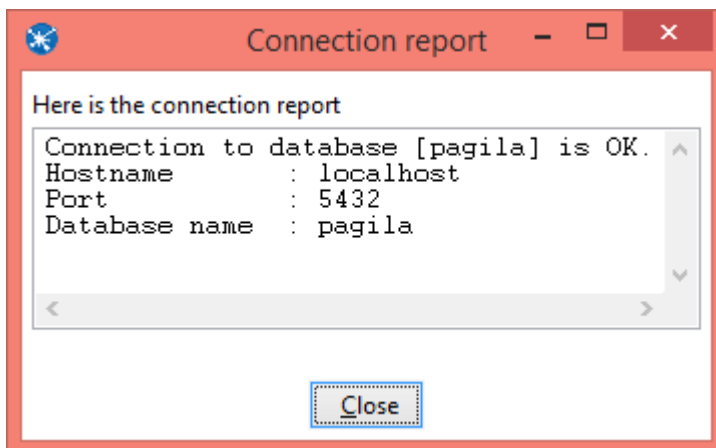 Connection report
Here is the connection report
Connection to database [pagila] is OK.
Hostname        : localhost
Port            : 5432
Database name   : pagila
Close